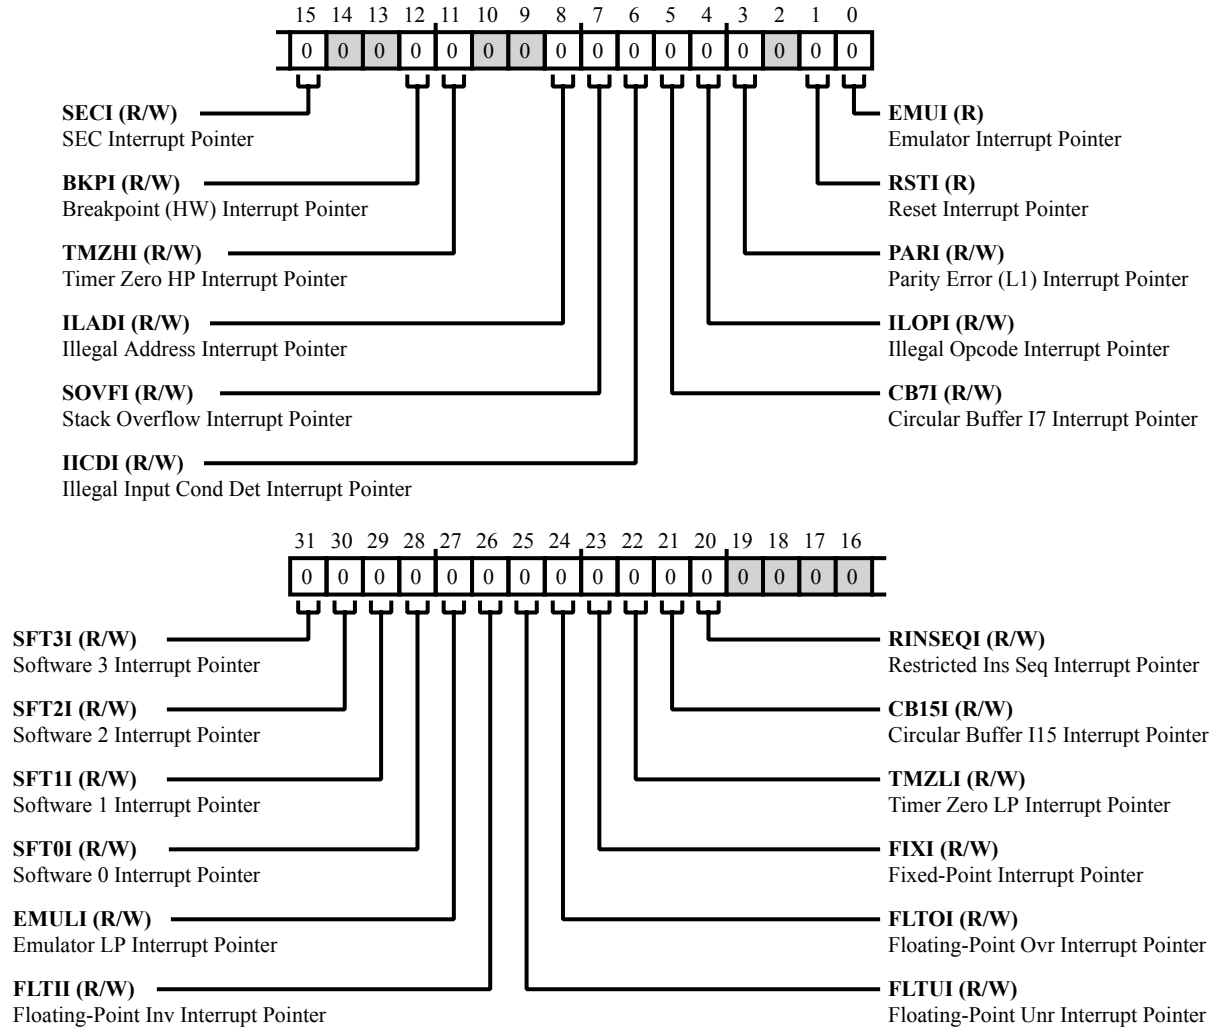 15 14 13 12 11 10 9 8 7 6 5 4 3 2 1 0
0 0 0 0 0 0 0 0 0 0 0 0 0 0 0 0
SECI (R/W)
SEC Interrupt Pointer
BKPI (R/W)
Breakpoint (HW) Interrupt Pointer
TMZHI (R/W)
Timer Zero HP Interrupt Pointer
ILADI (R/W)
Illegal Address Interrupt Pointer
SOVFI (R/W)
Stack Overflow Interrupt Pointer
IICDI (R/W)
Illegal Input Cond Det Interrupt Pointer
EMUI (R)
Emulator Interrupt Pointer
RSTI (R)
Reset Interrupt Pointer
PARI (R/W)
Parity Error (L1) Interrupt Pointer
ILOPI (R/W)
Illegal Opcode Interrupt Pointer
CB7I (R/W)
Circular Buffer I7 Interrupt Pointer
31 30 29 28 27 26 25 24 23 22 21 20 19 18 17 16
0 0 0 0 0 0 0 0 0 0 0 0 0 0 0 0
SFT3I (R/W)
Software 3 Interrupt Pointer
SFT2I (R/W)
Software 2 Interrupt Pointer
SFT1I (R/W)
Software 1 Interrupt Pointer
SFT0I (R/W)
Software 0 Interrupt Pointer
EMULI (R/W)
Emulator LP Interrupt Pointer
FLTII (R/W)
Floating-Point Inv Interrupt Pointer
RINSEQI (R/W)
Restricted Ins Seq Interrupt Pointer
CB15I (R/W)
Circular Buffer I15 Interrupt Pointer
TMZLI (R/W)
Timer Zero LP Interrupt Pointer
FIXI (R/W)
Fixed-Point Interrupt Pointer
FLTOI (R/W)
Floating-Point Ovr Interrupt Pointer
FLTUI (R/W)
Floating-Point Unr Interrupt Pointer